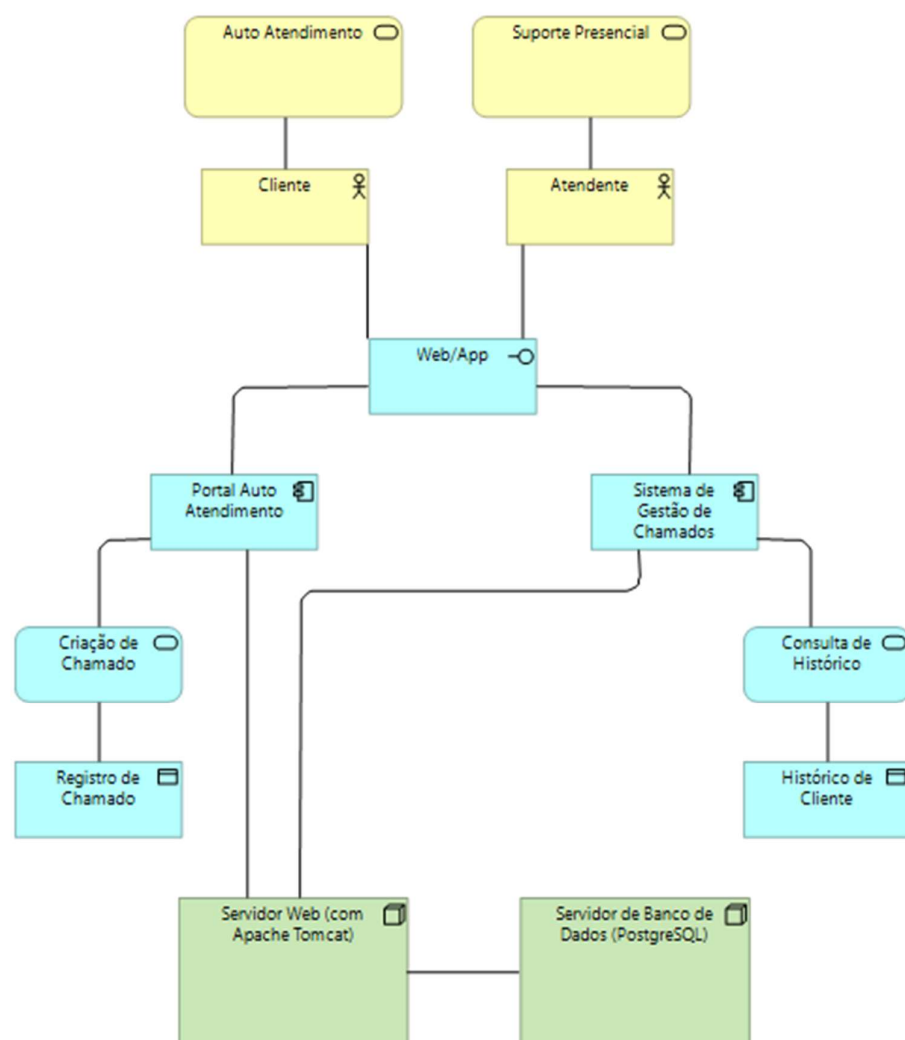 Auto Atendimento
Suporte Presencial
Cliente
Atendente
Web/App
Portal Auto
Atendimento
Sistema de
Gestão de
Chamados
Criação de
Chamado
Consulta de
Histórico
Registro de
Chamado
Histórico de
Cliente
Servidor Web (com
Apache Tomcat)
Servidor de Banco de
Dados (PostgreSQL)